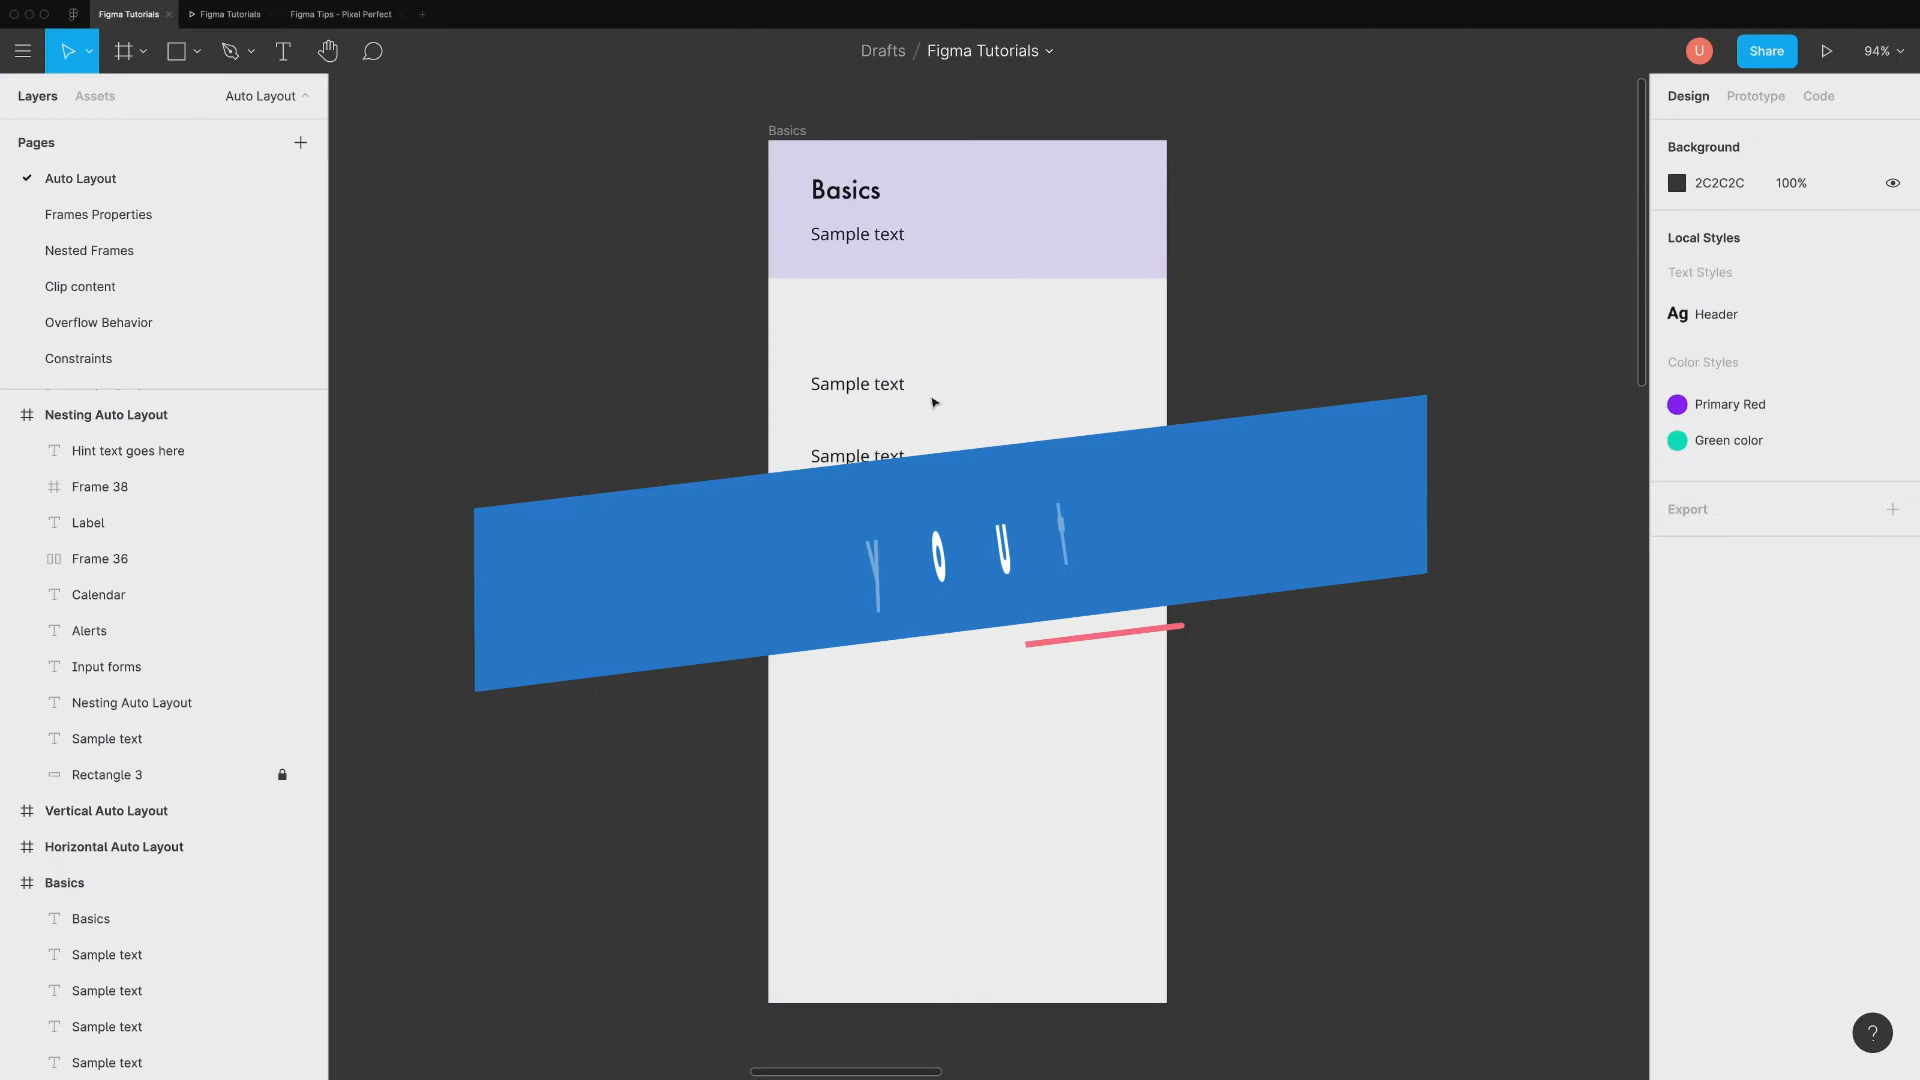 Figma Tutorials
Figma Tutorials
Figma Tips - Pixel Perfect
Drafts / Figma Tutorials
U
Share
94%
Layers
Assets
Auto Layout
Pages
Auto Layout
Frames Properties
Nested Frames
Clip content
Overflow Behavior
Constraints
Nesting Auto Layout
Hint text goes here
Frame 38
Label
Frame 36
Calendar
Alerts
Input forms
Nesting Auto Layout
Sample text
Rectangle 3
Vertical Auto Layout
Horizontal Auto Layout
Basics
Basics
Sample text
Sample text
Sample text
Sample text
Basics
Basics
Sample text
Sample text
Sample text
Design
Prototype
Code
Background
2C2C2C 100%
Local Styles
Text Styles
Ag Header
Color Styles
Primary Red
Green color
Export
?